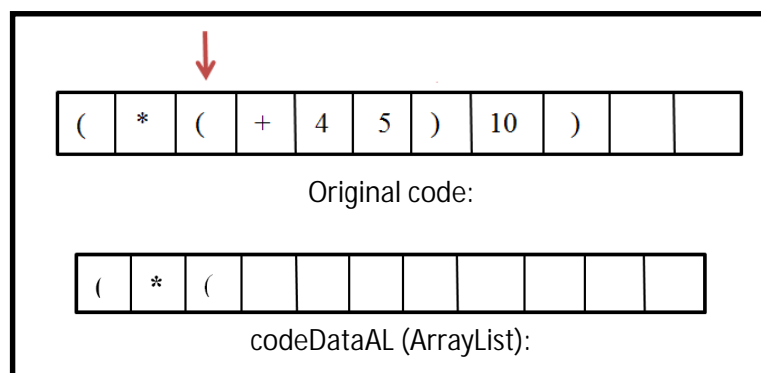 ( * ( + 4 5 ) 10 )
Original code:
( * (
codeDataAL (ArrayList):